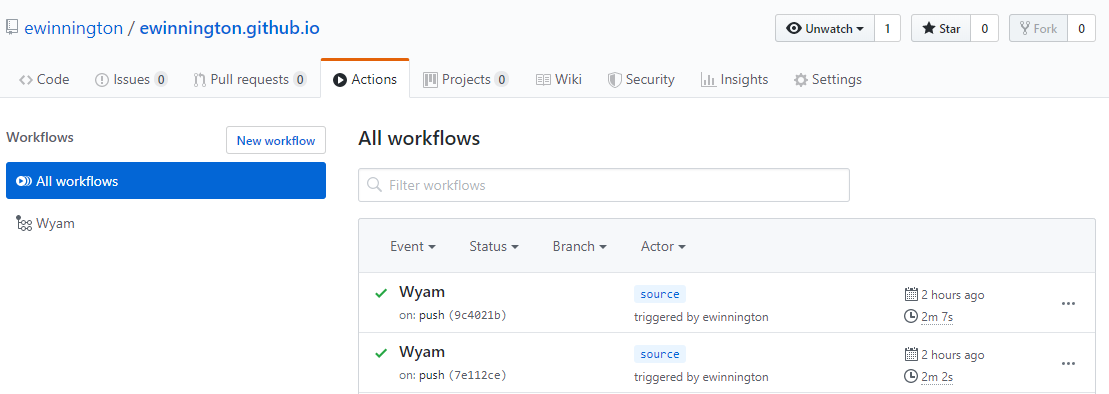 ewinnington / ewinnington.github.io
Unwatch 1 Star 0 Fork 0
Code Issues 0 Pull requests 0 Actions Projects 0 Wiki Security Insights Settings
Workflows
New workflow
All workflows
Wyam
All workflows
Filter workflows
Event Status Branch Actor
Wyam source 2 hours ago
on: push (9c4021b) triggered by ewinnington 2m 7s
Wyam source 2 hours ago
on: push (7e112ce) triggered by ewinnington 2m 2s